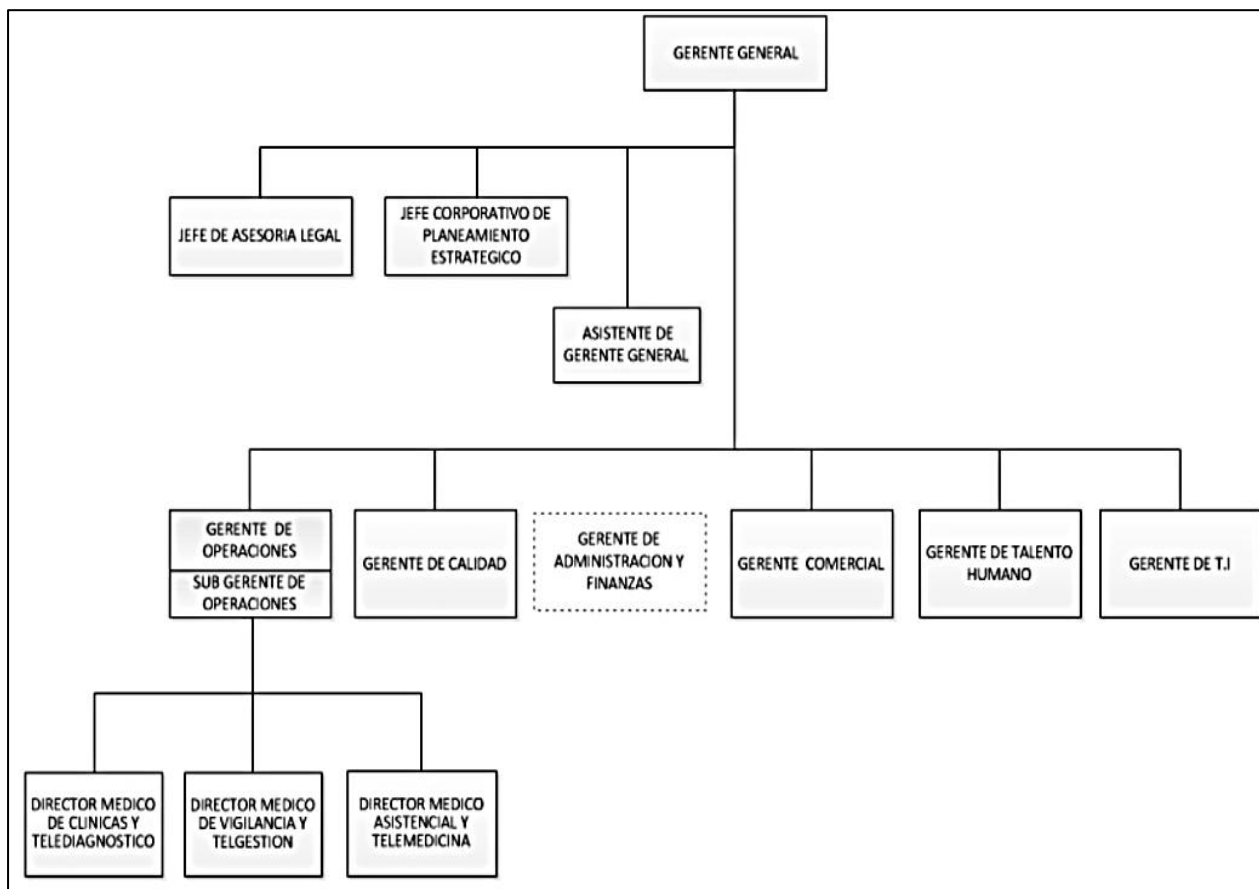 GERENTE GENERAL
JEFE DE ASESORIA LEGAL
JEFE CORPORATIVO DE
PLANEAMIENTO
ESTRATEGICO
ASISTENTE DE
GERENTE GENERAL
GERENTE DE
OPERACIONES
SUB GERENTE DE
OPERACIONES
GERENTE DE CALIDAD
GERENTE DE
ADMINISTRACION Y
FINANZAS
GERENTE COMERCIAL
GERENTE DE TALENTO
HUMANO
GERENTE DE T.I
DIRECTOR MEDICO
DE CLINICAS Y
TELEDIAGNOSTICO
DIRECTOR MEDICO
DE VIGILANCIA Y
TELGESTION
DIRECTOR MEDICO
ASISTENCIAL Y
TELEMEDICINA